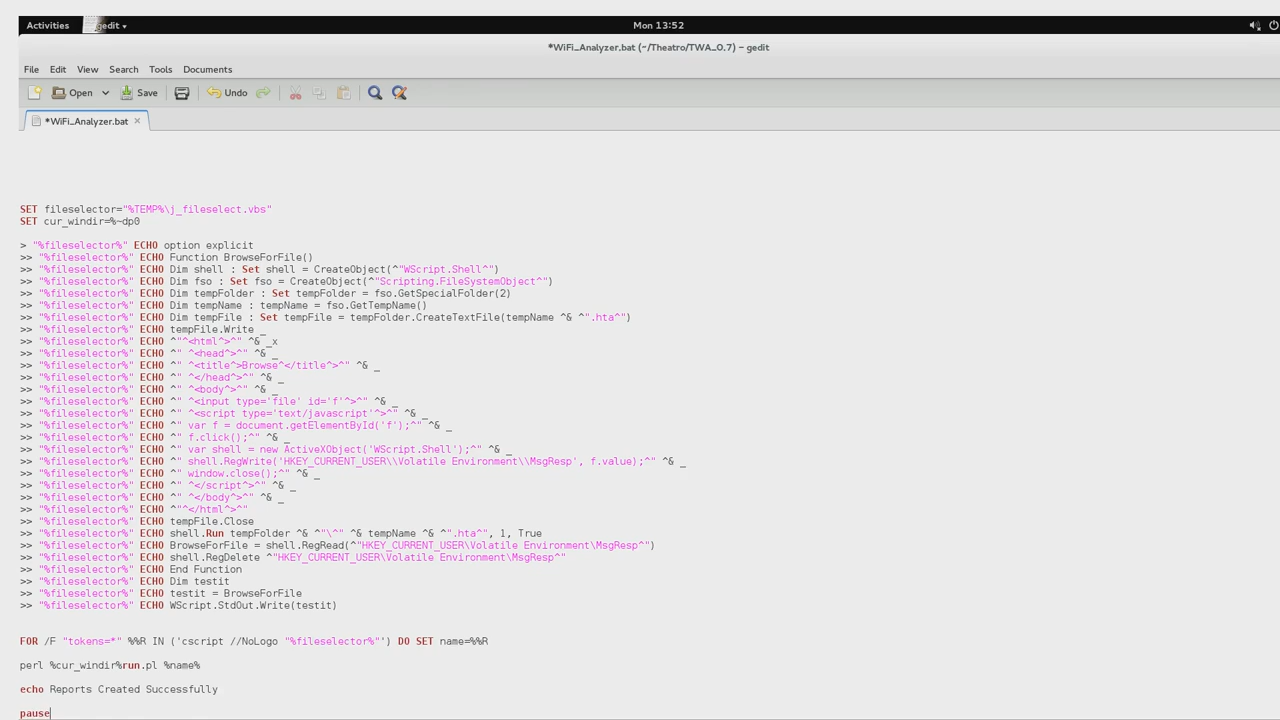 Activities gedit ▾ Mon 13:52
*WiFi_Analyzer.bat (~/Theatro/TWA_0.7) – gedit
File Edit View Search Tools Documents
Open Save Undo
*WiFi_Analyzer.bat ×
SET fileselector="%TEMP%\j_fileselect.vbs"
SET cur_windir=%~dp0
> "%fileselector%" ECHO option explicit
>> "%fileselector%" ECHO Function BrowseForFile()
>> "%fileselector%" ECHO Dim shell : Set shell = CreateObject(^"WScript.Shell^")
>> "%fileselector%" ECHO Dim fso : Set fso = CreateObject(^"Scripting.FileSystemObject^")
>> "%fileselector%" ECHO Dim tempFolder : Set tempFolder = fso.GetSpecialFolder(2)
>> "%fileselector%" ECHO Dim tempName : tempName = fso.GetTempName()
>> "%fileselector%" ECHO Dim tempFile : Set tempFile = tempFolder.CreateTextFile(tempName ^& ^".hta^")
>> "%fileselector%" ECHO tempFile.Write _
>> "%fileselector%" ECHO ^"^<html^>^" ^& _x
>> "%fileselector%" ECHO ^" ^<head^>^" ^& _
>> "%fileselector%" ECHO ^" ^<title^>Browse^</title^>^" ^& _
>> "%fileselector%" ECHO ^" ^</head^>^" ^& _
>> "%fileselector%" ECHO ^" ^<body^>^" ^& _
>> "%fileselector%" ECHO ^" ^<input type='file' id='f'^>^" ^& _
>> "%fileselector%" ECHO ^" ^<script type='text/javascript'^>^" ^& _
>> "%fileselector%" ECHO ^" var f = document.getElementById('f');^" ^& _
>> "%fileselector%" ECHO ^" f.click();^" ^& _
>> "%fileselector%" ECHO ^" var shell = new ActiveXObject('WScript.Shell');^" ^& _
>> "%fileselector%" ECHO ^" shell.RegWrite('HKEY_CURRENT_USER\\Volatile Environment\\MsgResp', f.value);^" ^& _
>> "%fileselector%" ECHO ^" window.close();^" ^& _
>> "%fileselector%" ECHO ^" ^</script^>^" ^& _
>> "%fileselector%" ECHO ^" ^</body^>^" ^& _
>> "%fileselector%" ECHO ^"^</html^>^"
>> "%fileselector%" ECHO tempFile.Close
>> "%fileselector%" ECHO shell.Run tempFolder ^& ^"\^" ^& tempName ^& ^".hta^", 1, True
>> "%fileselector%" ECHO BrowseForFile = shell.RegRead(^"HKEY_CURRENT_USER\Volatile Environment\MsgResp^")
>> "%fileselector%" ECHO shell.RegDelete ^"HKEY_CURRENT_USER\Volatile Environment\MsgResp^"
>> "%fileselector%" ECHO End Function
>> "%fileselector%" ECHO Dim testit
>> "%fileselector%" ECHO testit = BrowseForFile
>> "%fileselector%" ECHO WScript.StdOut.Write(testit)
FOR /F "tokens=*" %%R IN ('cscript //NoLogo "%fileselector%"') DO SET name=%%R
perl %cur_windir%run.pl %name%
echo Reports Created Successfully
pause